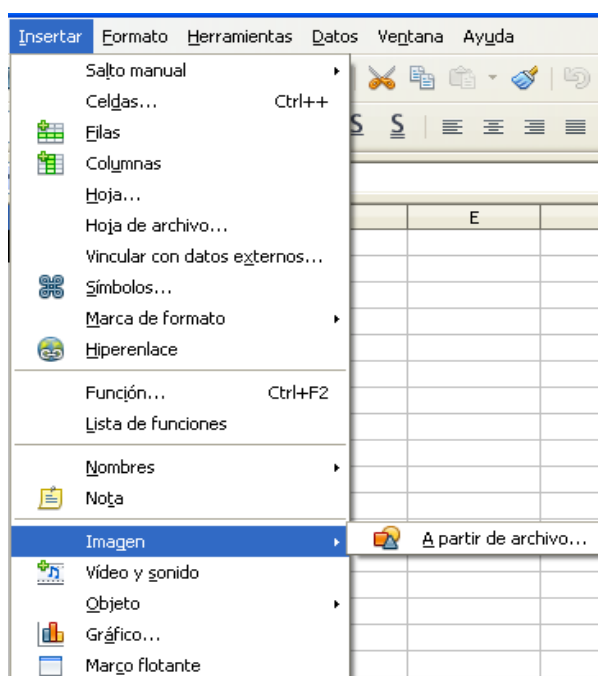 Insertar Formato Herramientas Datos Ventana Ayuda
Salto manual
Celdas... Ctrl++
Filas
Columnas
Hoja...
Hoja de archivo...
Vincular con datos externos...
Símbolos...
Marca de formato
Hiperenlace
Función... Ctrl+F2
Lista de funciones
Nombres
Nota
Imagen
A partir de archivo...
Vídeo y sonido
Objeto
Gráfico...
Marco flotante
S S
E